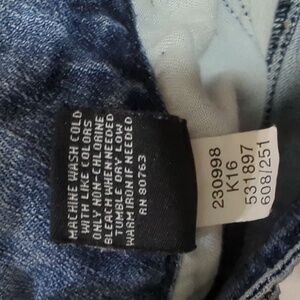 MACHINE WASH COLD
WITH LIKE COLORS
ONLY NON-CHLORINE
BLEACH WHEN NEEDED
TUMBLE DRY LOW
WARM IRON IF NEEDED
RN 80763
230998
K16
531897
608/251